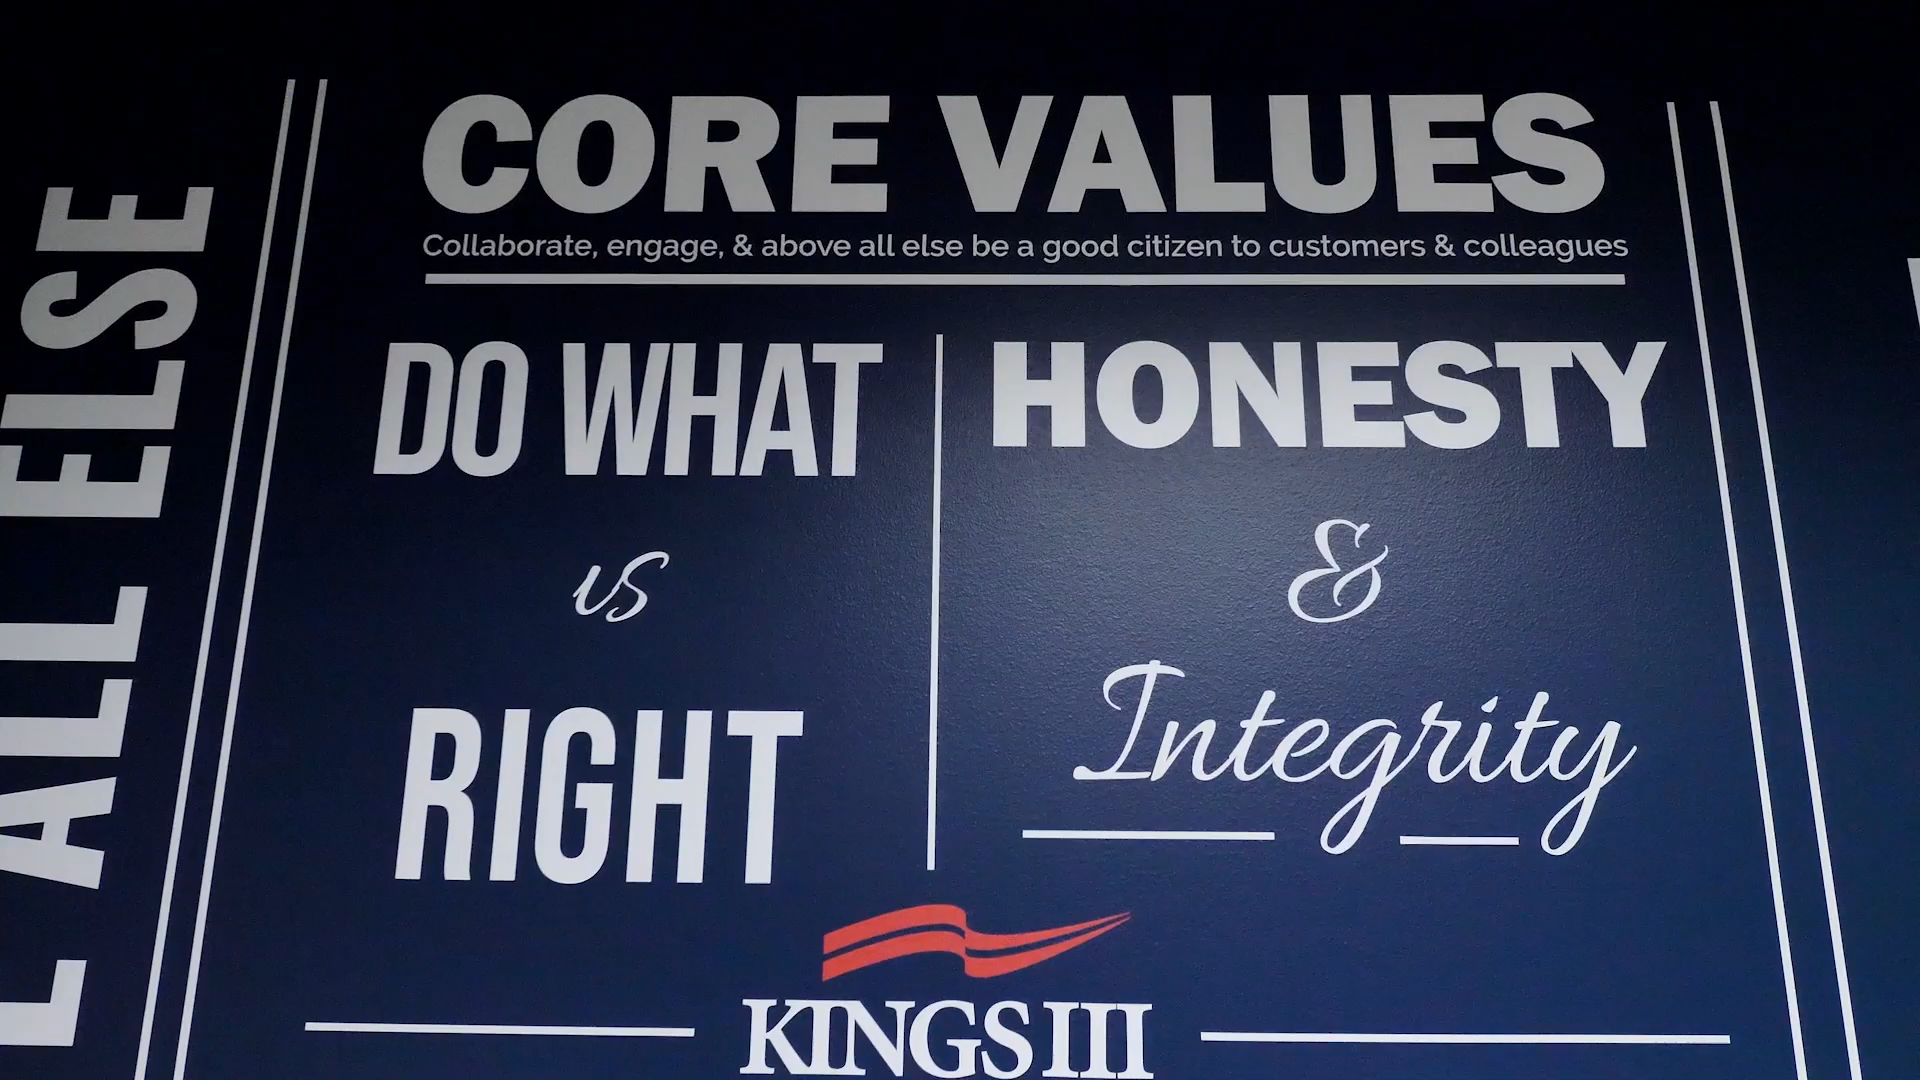 CORE VALUES
Collaborate, engage, & above all else be a good citizen to customers & colleagues
DO WHAT
is
RIGHT
HONESTY
&
Integrity
KINGS III
ALL ELSE